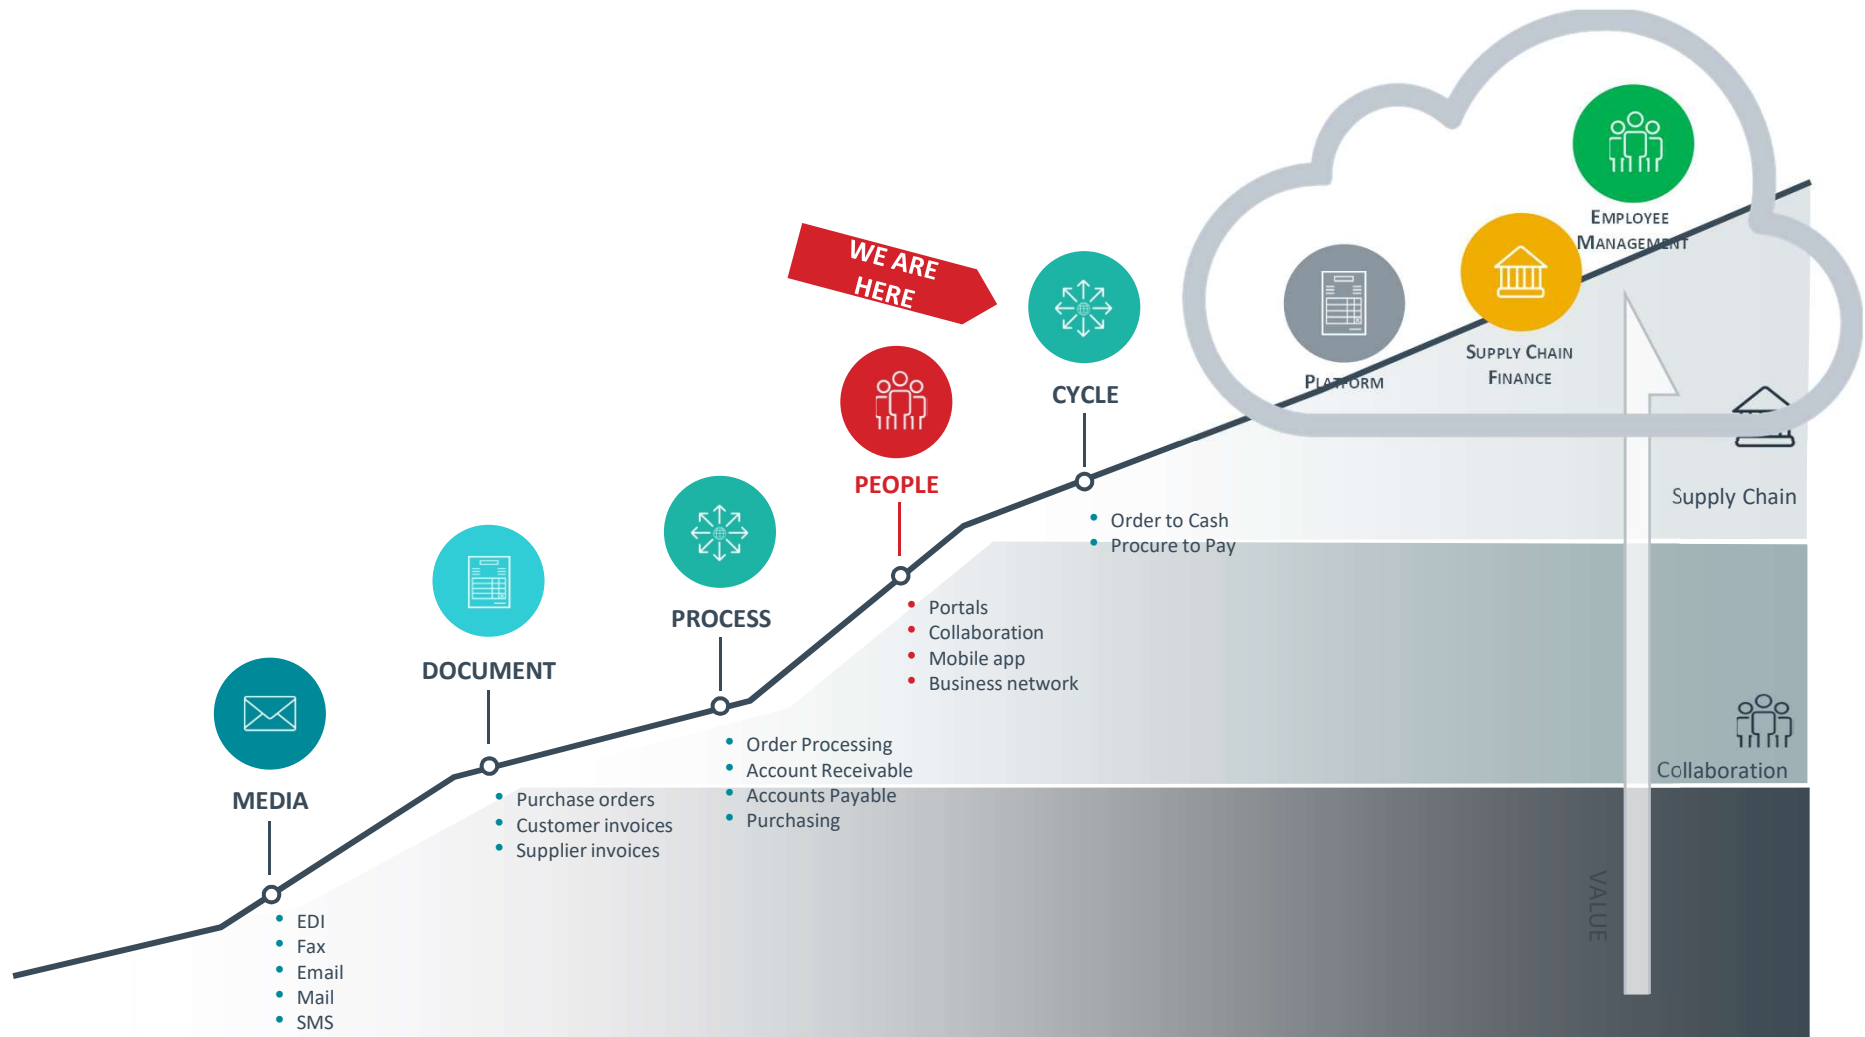 WE ARE
HERE
MEDIA
EDI
Fax
Email
Mail
SMS
DOCUMENT
Purchase orders
Customer invoices
Supplier invoices
PROCESS
Order Processing
Account Receivable
Accounts Payable
Purchasing
PEOPLE
Portals
Collaboration
Mobile app
Business network
CYCLE
Order to Cash
Procure to Pay
PLATFORM
SUPPLY CHAIN
FINANCE
EMPLOYEE
MANAGEMENT
Supply Chain
Collaboration
VALUE